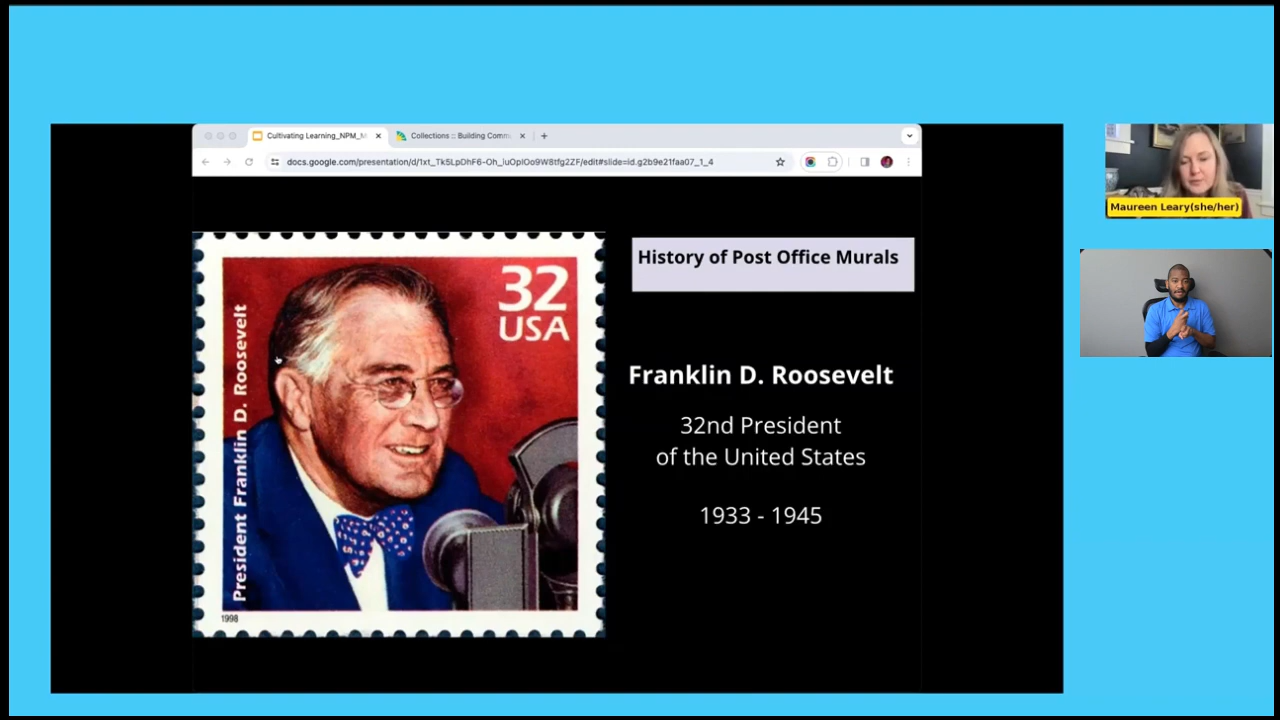 Cultivating Learning_NPM_M
Collections :: Building Comm
docs.google.com/presentation/d/1xt_Tk5LpDhF6-Oh_iuOpIOo9W8tfg2ZF/edit#slide=id.g2b9e21faa07_1_4
Maureen Leary(she/her)
History of Post Office Murals
32
USA
President Franklin D. Roosevelt
1998
Franklin D. Roosevelt
32nd President
of the United States
1933 - 1945